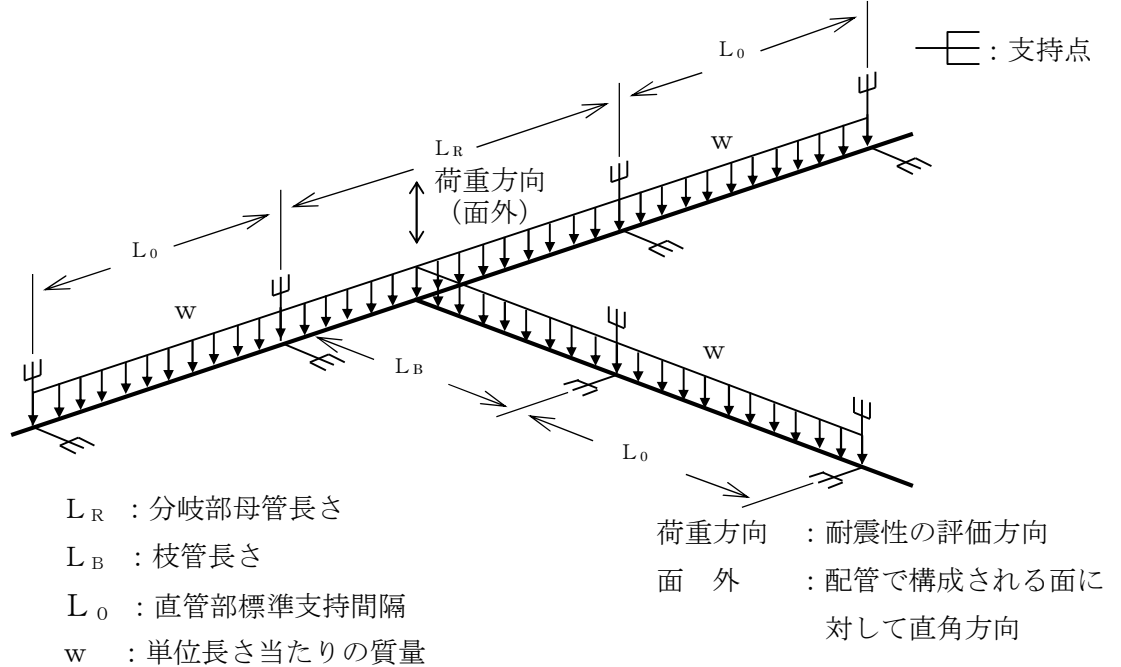 L₀
：支持点
L_R
w
荷重方向
（面外）
L₀
w
w
L_B
L₀
L_R ：分岐部母管長さ
L_B ：枝管長さ
L₀ ：直管部標準支持間隔
w ：単位長さ当たりの質量
荷重方向 ：耐震性の評価方向
面　外 ：配管で構成される面に
対して直角方向